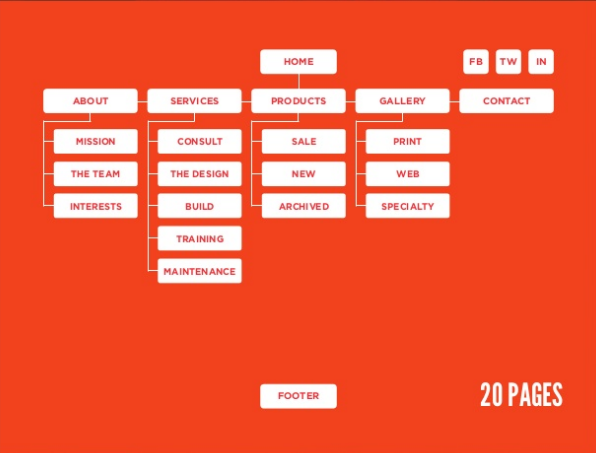 HOME
FB TW IN
ABOUT SERVICES PRODUCTS GALLERY CONTACT
MISSION CONSULT SALE PRINT
THE TEAM THE DESIGN NEW WEB
INTERESTS BUILD ARCHIVED SPECIALTY
TRAINING
MAINTENANCE
FOOTER
20 PAGES